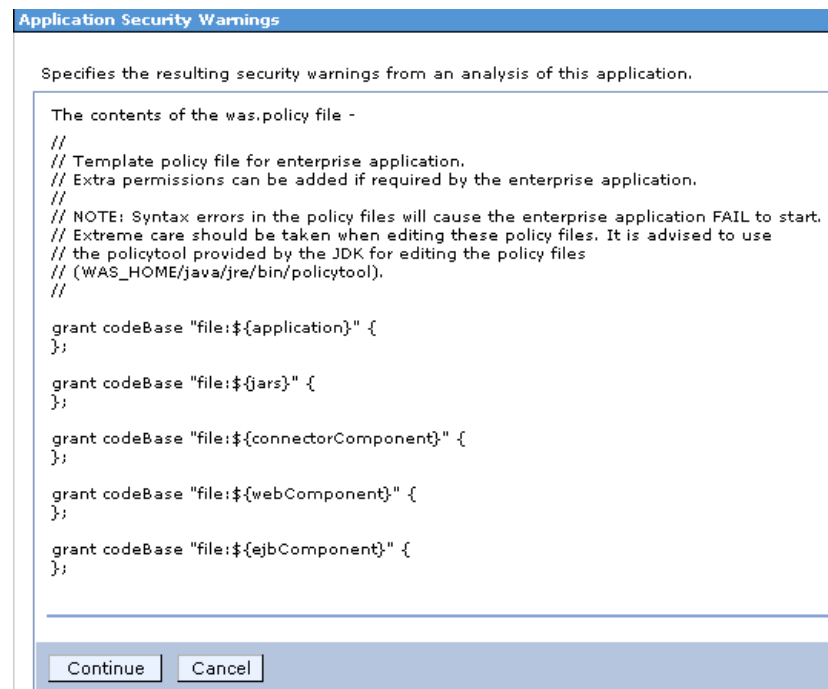 Application Security Warnings
Specifies the resulting security warnings from an analysis of this application.
The contents of the was.policy file -
//
// Template policy file for enterprise application.
// Extra permissions can be added if required by the enterprise application.
//
// NOTE: Syntax errors in the policy files will cause the enterprise application FAIL to start.
// Extreme care should be taken when editing these policy files. It is advised to use
// the policytool provided by the JDK for editing the policy files
// (WAS_HOME/java/jre/bin/policytool).
//
grant codeBase "file:${application}" {
};
grant codeBase "file:${jars}" {
};
grant codeBase "file:${connectorComponent}" {
};
grant codeBase "file:${webComponent}" {
};
grant codeBase "file:${ejbComponent}" {
};
Continue Cancel